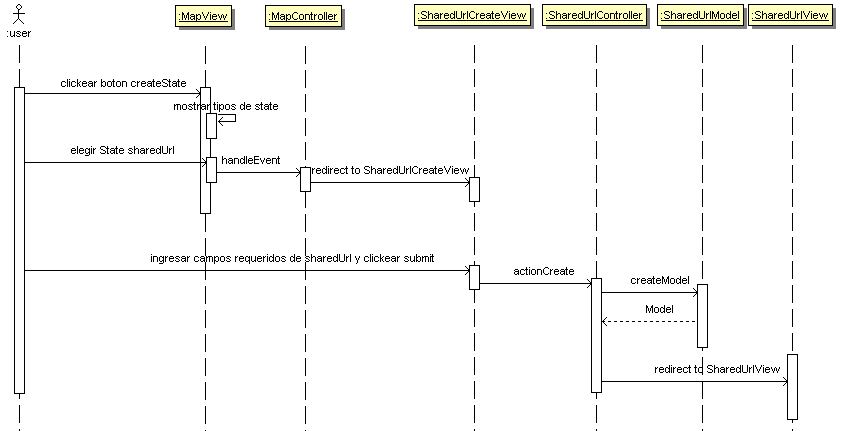 :user
:MapView
:MapController
:SharedUrlCreateView
:SharedUrlController
:SharedUrlModel
:SharedUrlView
clickear boton createState
mostrar tipos de state
elegir State sharedUrl
handleEvent
redirect to SharedUrlCreateView
ingresar campos requeridos de sharedUrl y clickear submit
actionCreate
createModel
Model
redirect to SharedUrlView